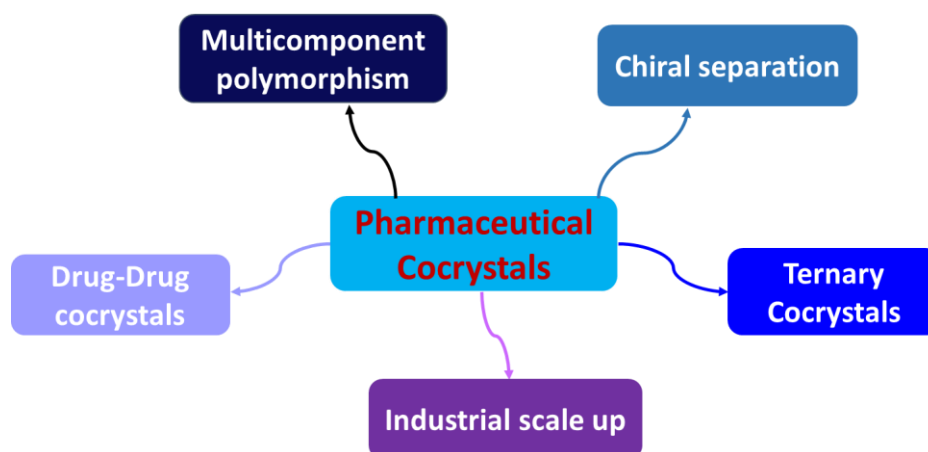 Multicomponent
polymorphism
Chiral separation
Pharmaceutical
Cocrystals
Drug-Drug
cocrystals
Ternary
Cocrystals
Industrial scale up